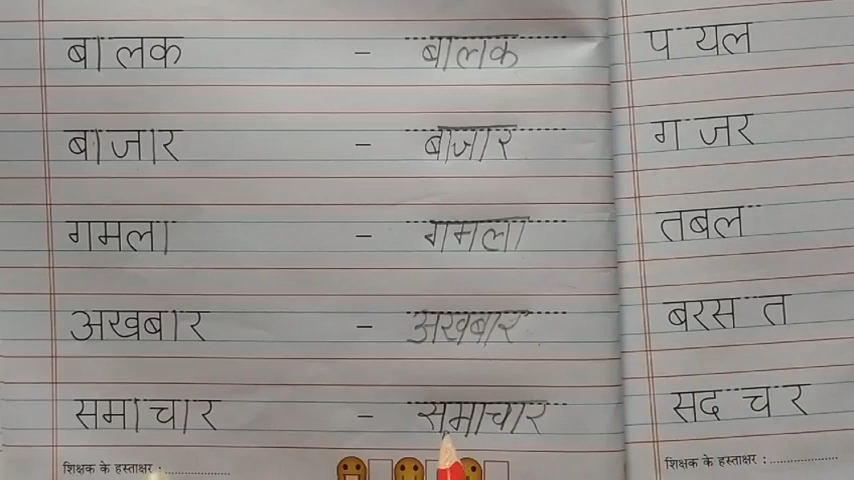 बालक - बालक
बाजार - बाजार
गमला - गमला
अखबार - अखबार
समाचार - समाचार
शिक्षक के हस्ताक्षर : ....................
प यल
ग जर
तबल
बरस त
सद च र
शिक्षक के हस्ताक्षर : ....................